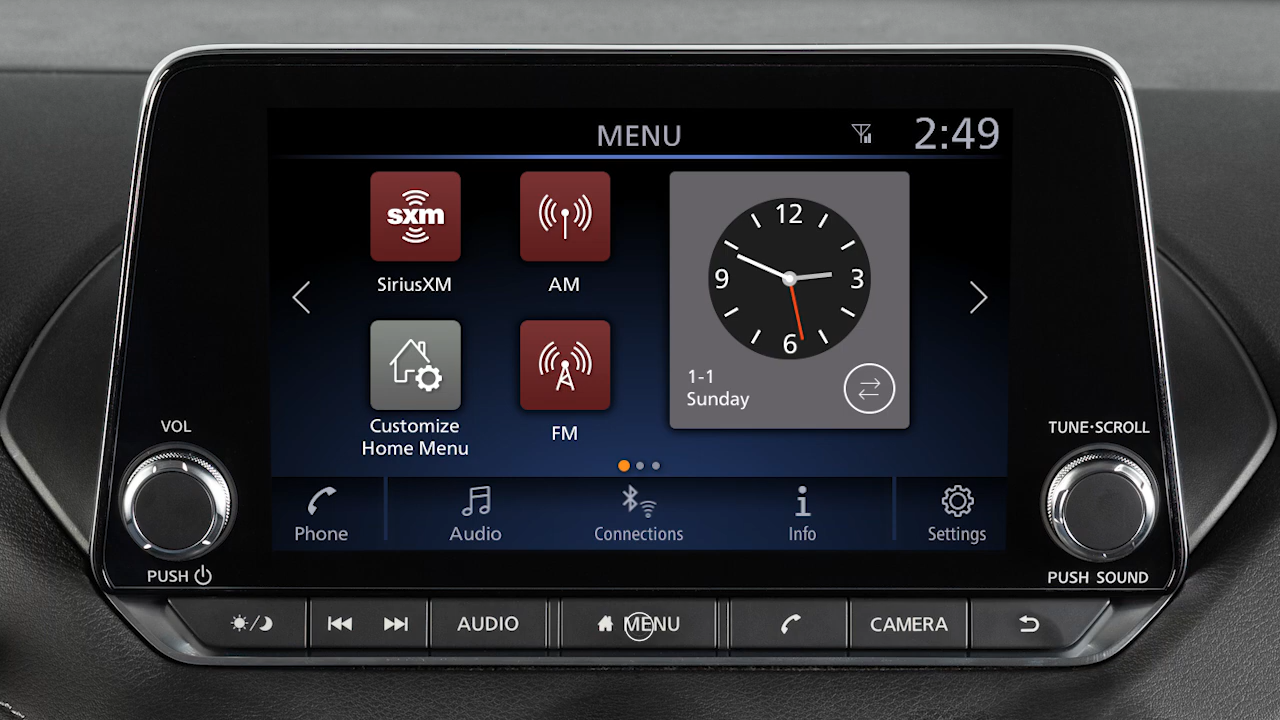 MENU
2:49
sxm
SiriusXM
AM
12
9
3
6
1-1
Sunday
Customize
Home Menu
FM
VOL
TUNE·SCROLL
Phone
Audio
Connections
Info
Settings
PUSH
PUSH SOUND
AUDIO
MENU
CAMERA